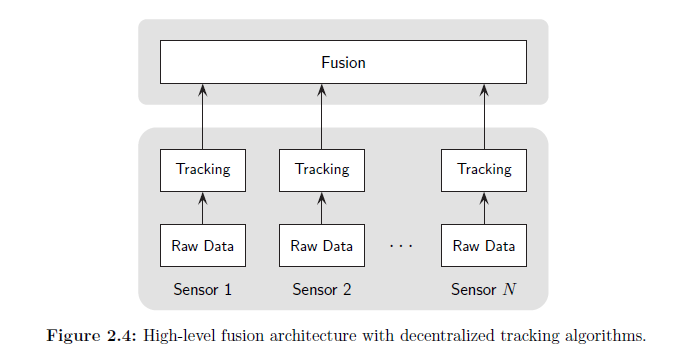 Fusion
Tracking Tracking Tracking
Raw Data Raw Data · · · Raw Data
Sensor 1 Sensor 2 Sensor N
Figure 2.4: High-level fusion architecture with decentralized tracking algorithms.